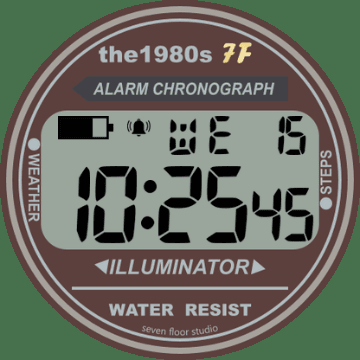 the1980s 7F
ALARM CHRONOGRAPH
WE 15
10:25 45
WEATHER
STEPS
ILLUMINATOR
WATER RESIST
seven floor studio